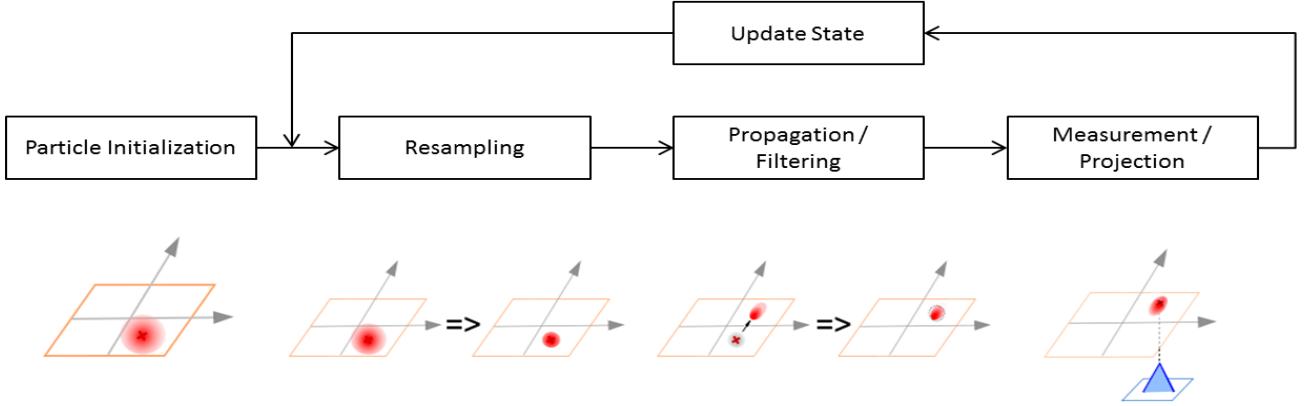 Update State
Particle Initialization
Resampling
Propagation /
Filtering
Measurement /
Projection
=>
=>